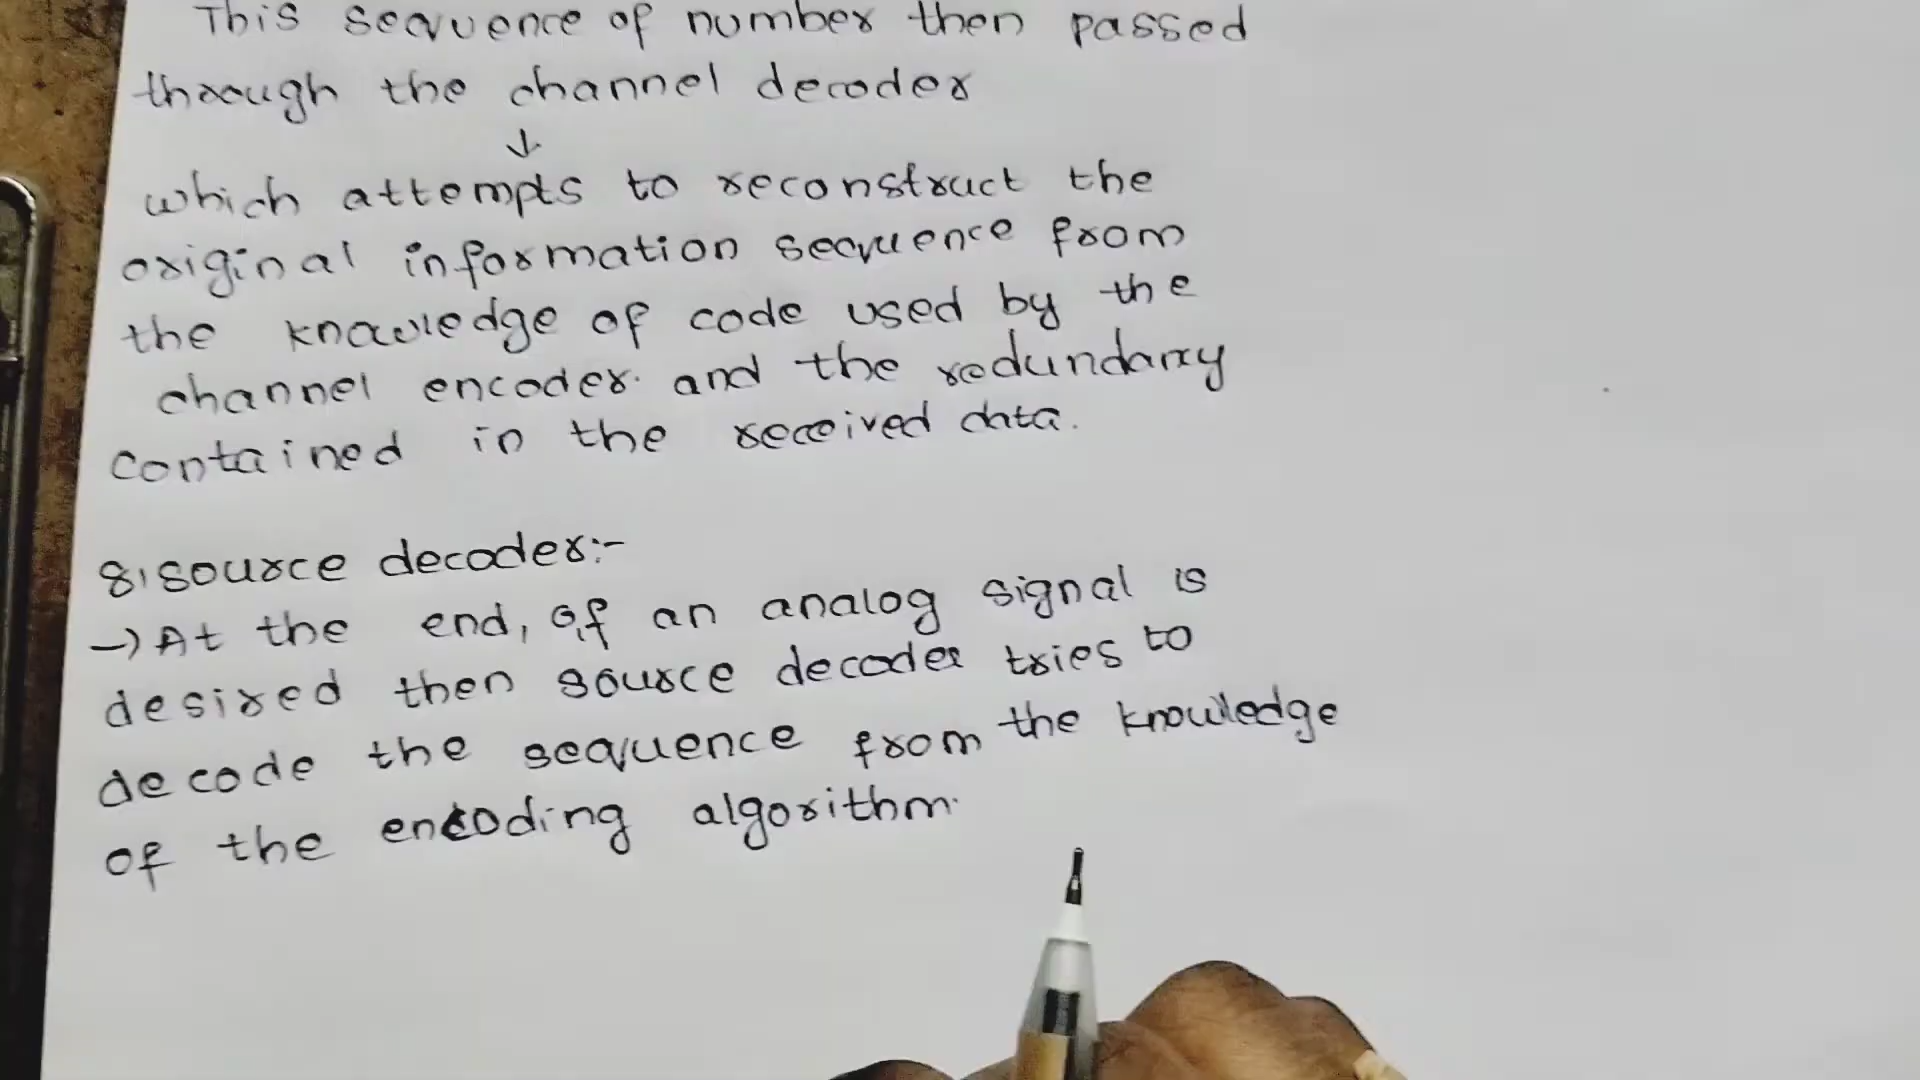 This sequence of number then passed
through the channel decoder
↓
which attempts to reconstruct the
original information sequence from
the knowledge of code used by the
channel encoder. and the redundancy
contained in the received data.
8, source decoder:-
→ At the end, if an analog signal is
desired then source decoder tries to
decode the sequence from the knowledge
of the encoding algorithm.